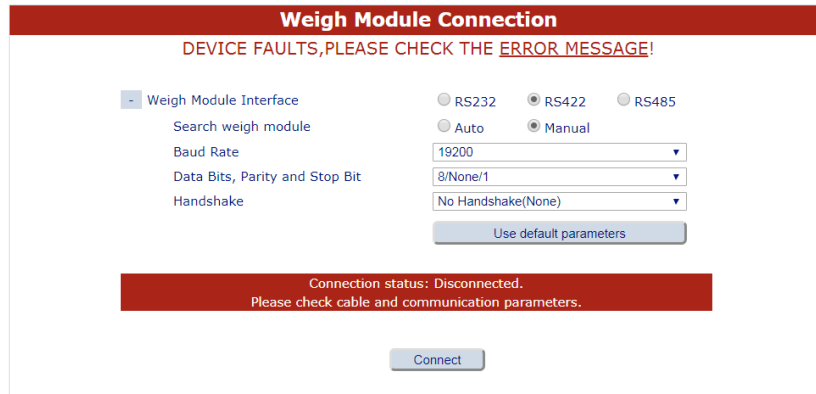 Weigh Module Connection
DEVICE FAULTS,PLEASE CHECK THE ERROR MESSAGE!
- Weigh Module Interface RS232 RS422 RS485
Search weigh module Auto Manual
Baud Rate 19200
Data Bits, Parity and Stop Bit 8/None/1
Handshake No Handshake(None)
Use default parameters
Connection status: Disconnected.
Please check cable and communication parameters.
Connect